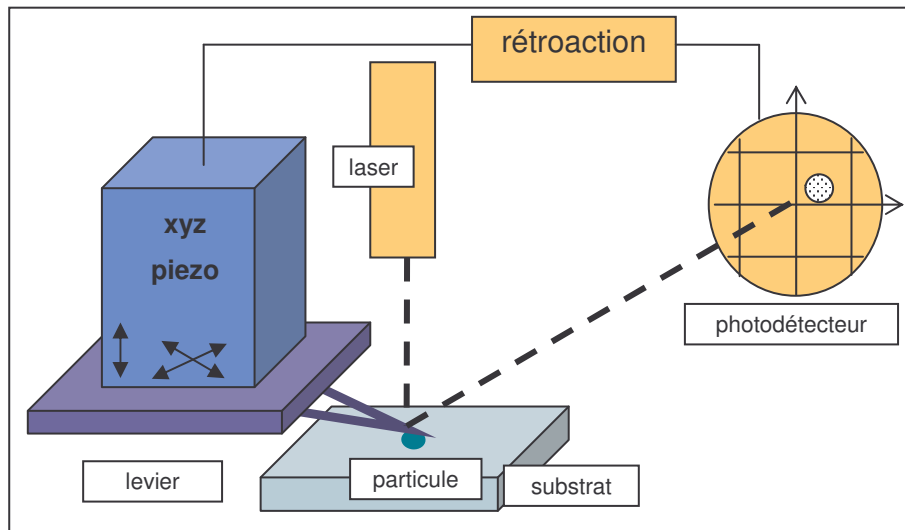 rétroaction
laser
xyz
piezo
photodétecteur
levier
particule
substrat